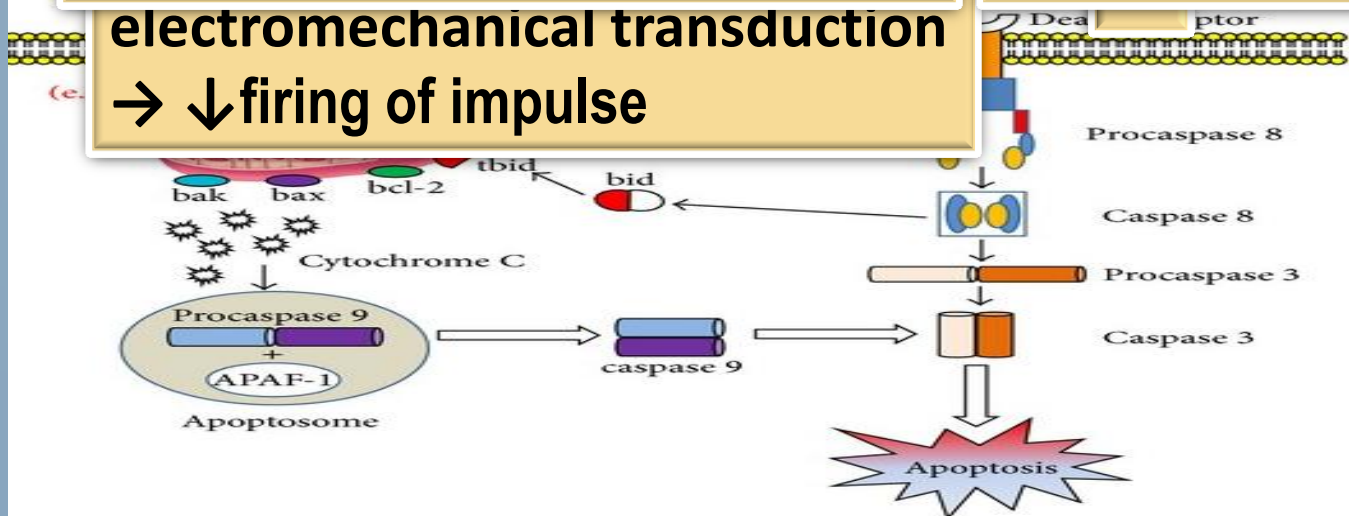 electromechanical transduction
→ ↓firing of impulse
(e.
Procaspase 8
tbid
bid
bak bax bcl-2
Caspase 8
Cytochrome C
Procaspase 3
Procaspase 9
+
APAF-1
caspase 9
Caspase 3
Apoptosome
Apoptosis